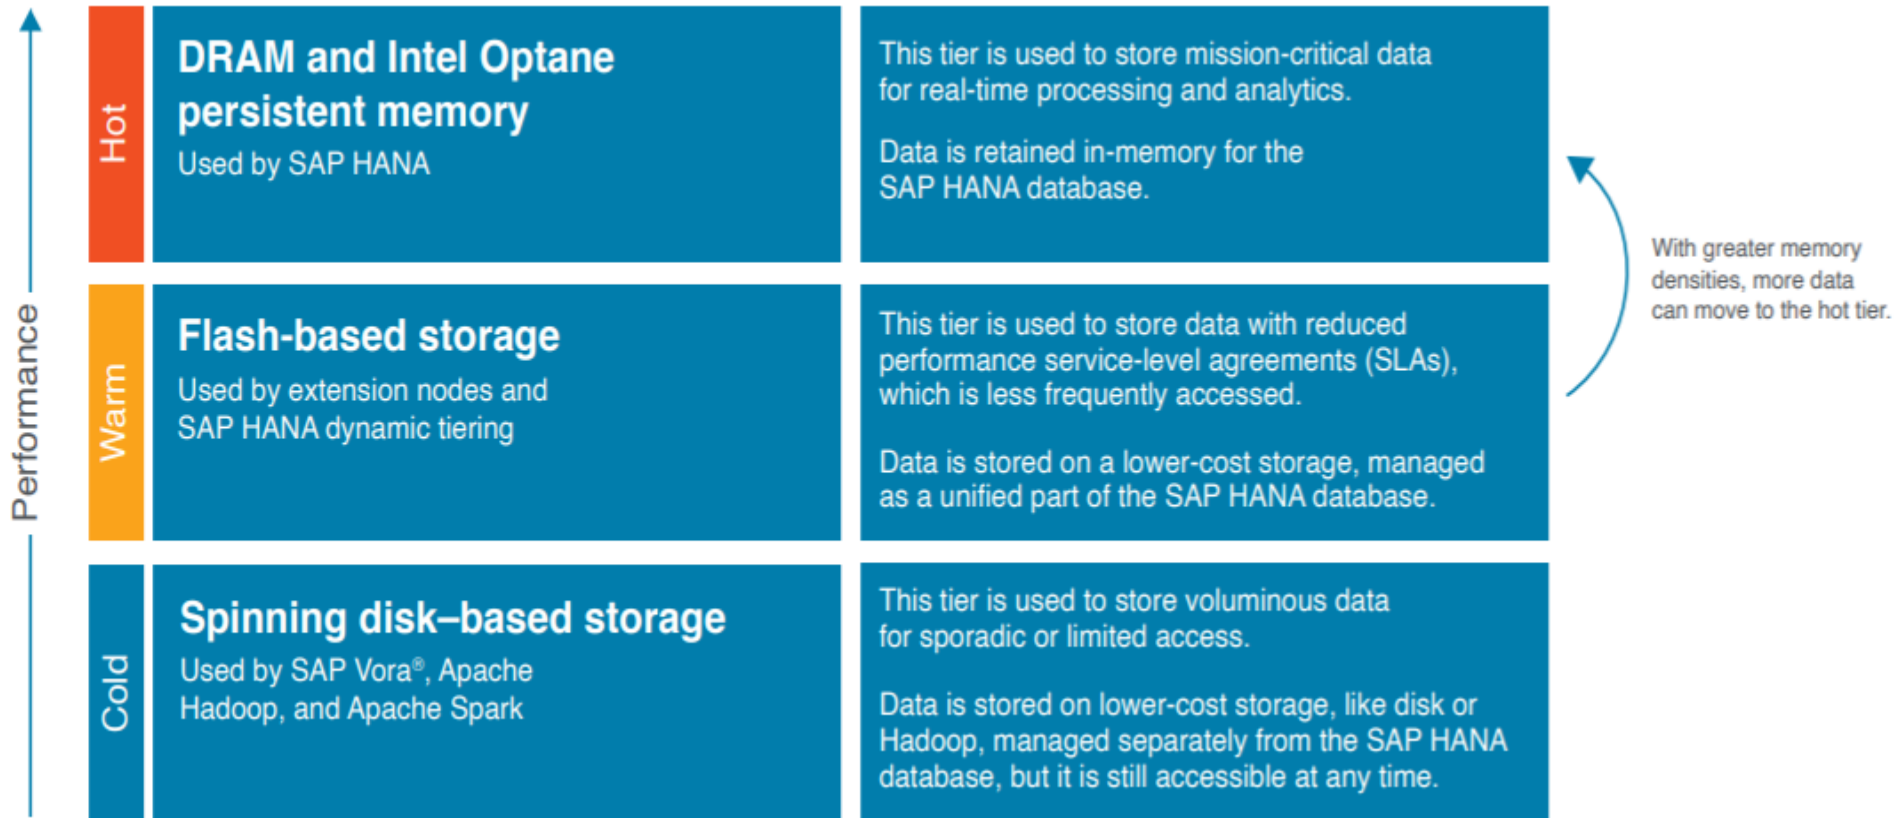 Performance
Hot
DRAM and Intel Optane
persistent memory
Used by SAP HANA
This tier is used to store mission-critical data
for real-time processing and analytics.
Data is retained in-memory for the
SAP HANA database.
With greater memory
densities, more data
can move to the hot tier.
Warm
Flash-based storage
Used by extension nodes and
SAP HANA dynamic tiering
This tier is used to store data with reduced
performance service-level agreements (SLAs),
which is less frequently accessed.
Data is stored on a lower-cost storage, managed
as a unified part of the SAP HANA database.
Cold
Spinning disk–based storage
Used by SAP Vora®, Apache
Hadoop, and Apache Spark
This tier is used to store voluminous data
for sporadic or limited access.
Data is stored on lower-cost storage, like disk or
Hadoop, managed separately from the SAP HANA
database, but it is still accessible at any time.